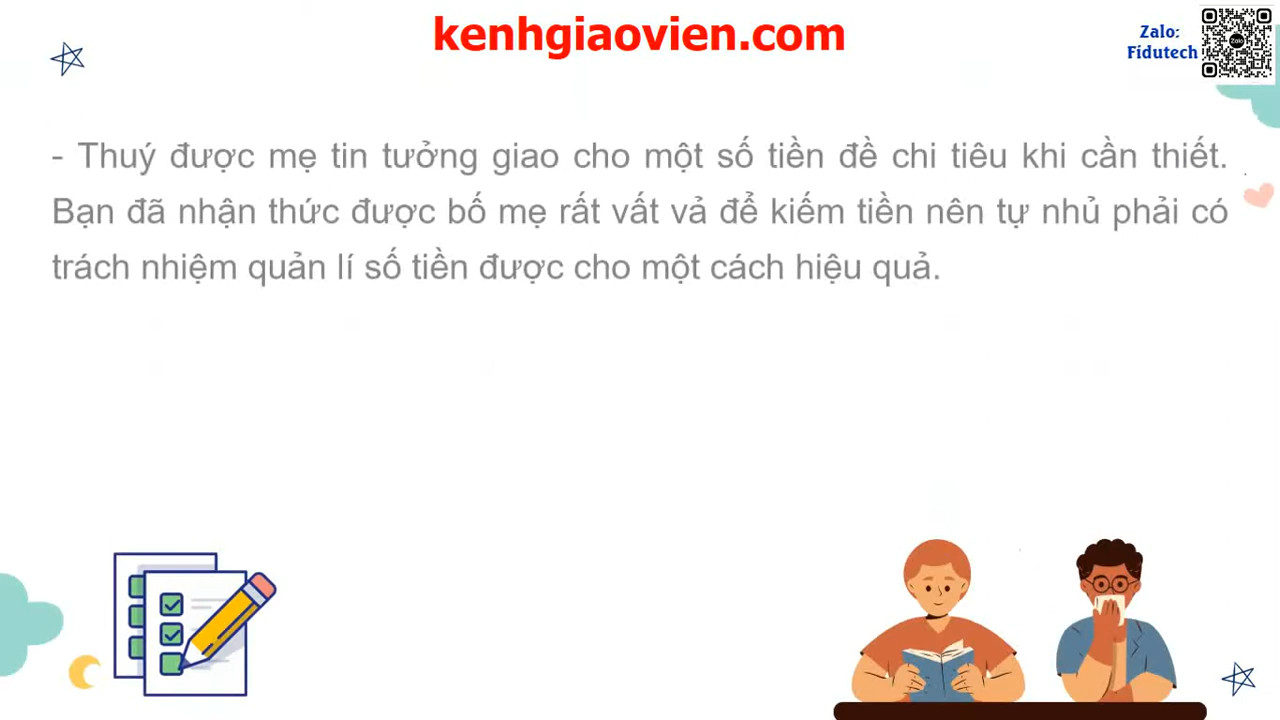 kenhgiaovien.com
Zalo:
Fidutech
Zalo
- Thuý được mẹ tin tưởng giao cho một số tiền đề chi tiêu khi cần thiết.
Bạn đã nhận thức được bố mẹ rất vất vả để kiếm tiền nên tự nhủ phải có
trách nhiệm quản lí số tiền được cho một cách hiệu quả.